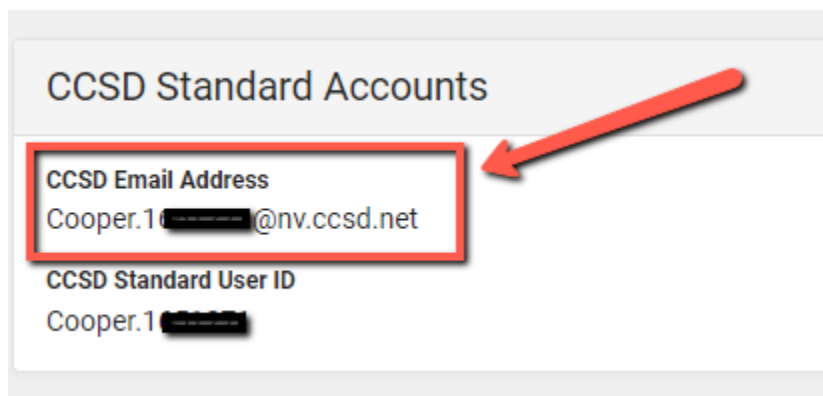 CCSD Standard Accounts
CCSD Email Address
Cooper.1 @nv.ccsd.net
CCSD Standard User ID
Cooper.1